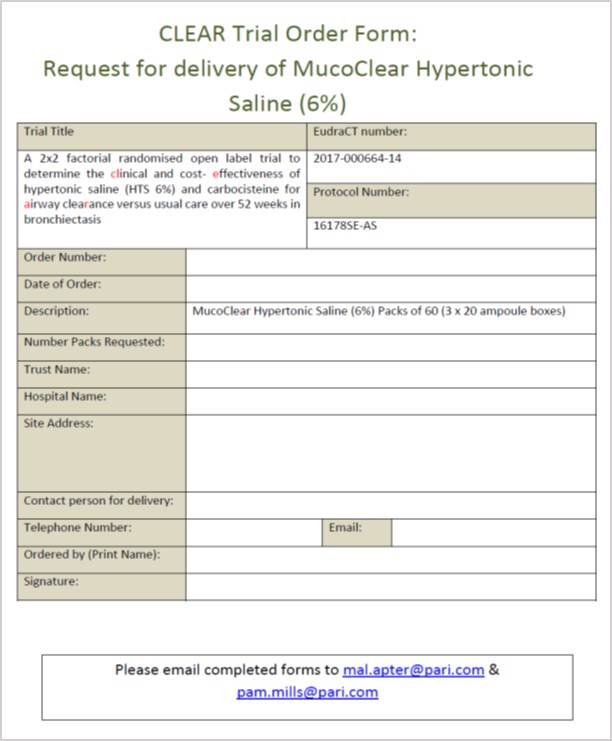 CLEAR Trial Order Form:
Request for delivery of MucoClear Hypertonic
Saline (6%)
Trial Title
EudraCT number:
A 2x2 factorial randomised open label trial to
determine the clinical and cost- effectiveness of
hypertonic saline (HTS 6%) and carbocisteine for
airway clearance versus usual care over 52 weeks in
bronchiectasis
2017-000664-14
Protocol Number:
16178SE-AS
Order Number:
Date of Order:
Description:
MucoClear Hypertonic Saline (6%) Packs of 60 (3 x 20 ampoule boxes)
Number Packs Requested:
Trust Name:
Hospital Name:
Site Address:
Contact person for delivery:
Telephone Number:
Email:
Ordered by (Print Name):
Signature:
Please email completed forms to mal.apter@pari.com &
pam.mills@pari.com